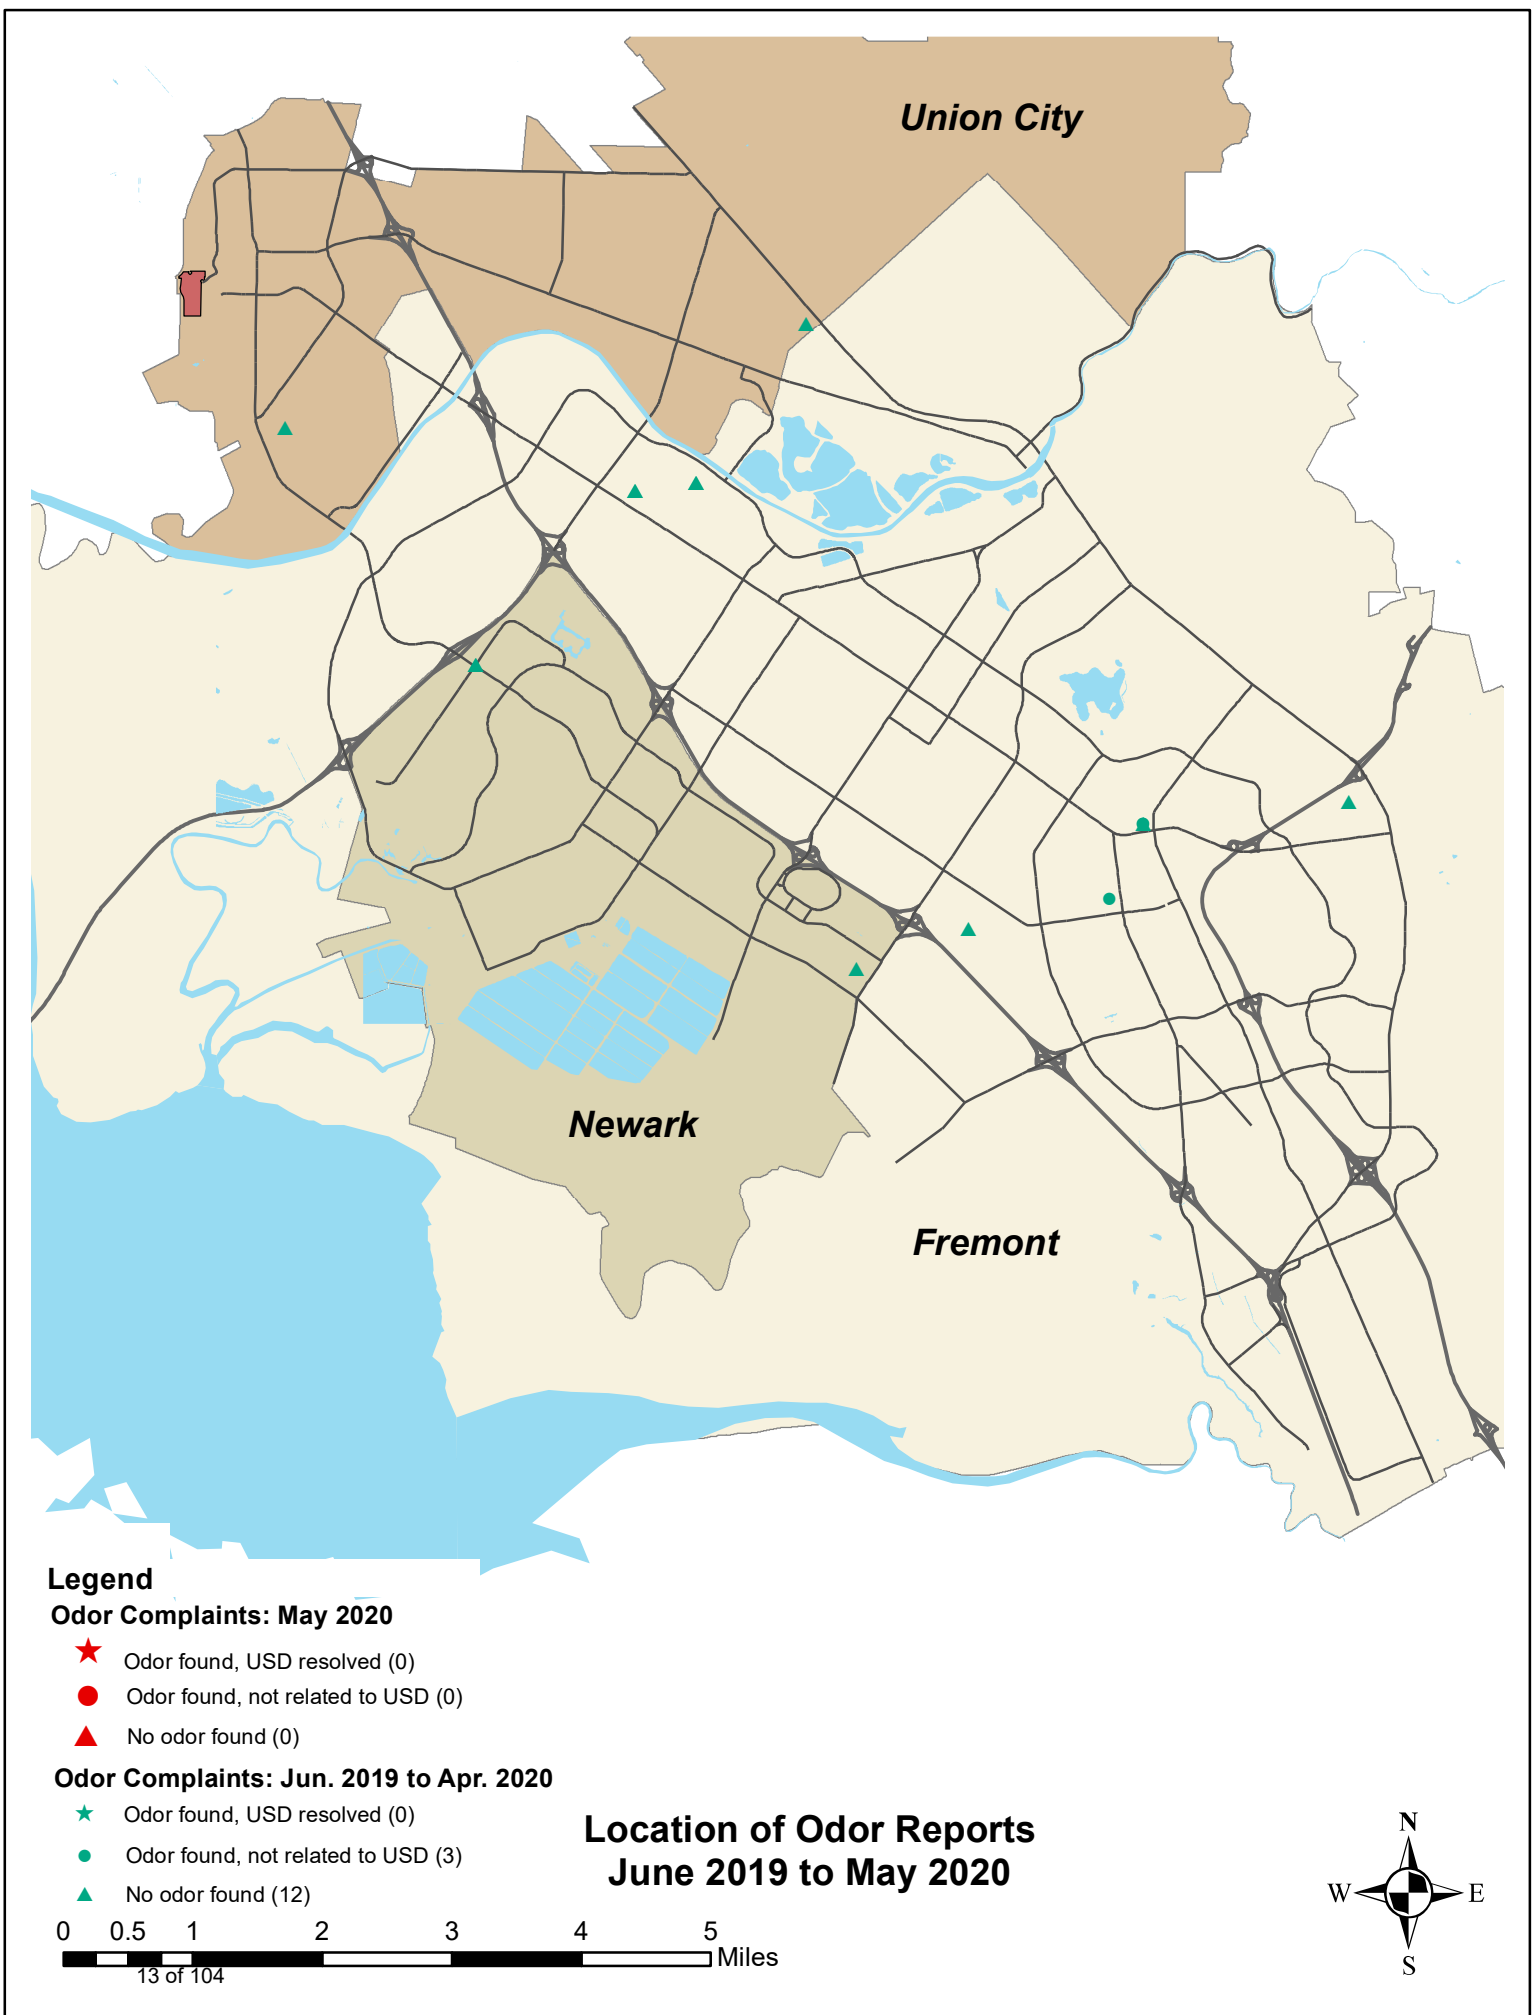 Union City
Newark
Fremont
Legend
Odor Complaints: May 2020
Odor found, USD resolved (0)
Odor found, not related to USD (0)
No odor found (0)
Odor Complaints: Jun. 2019 to Apr. 2020
Odor found, USD resolved (0)
Odor found, not related to USD (3)
No odor found (12)
Location of Odor Reports
June 2019 to May 2020
N
W E
S
0 0.5 1 2 3 4 5
Miles
13 of 104